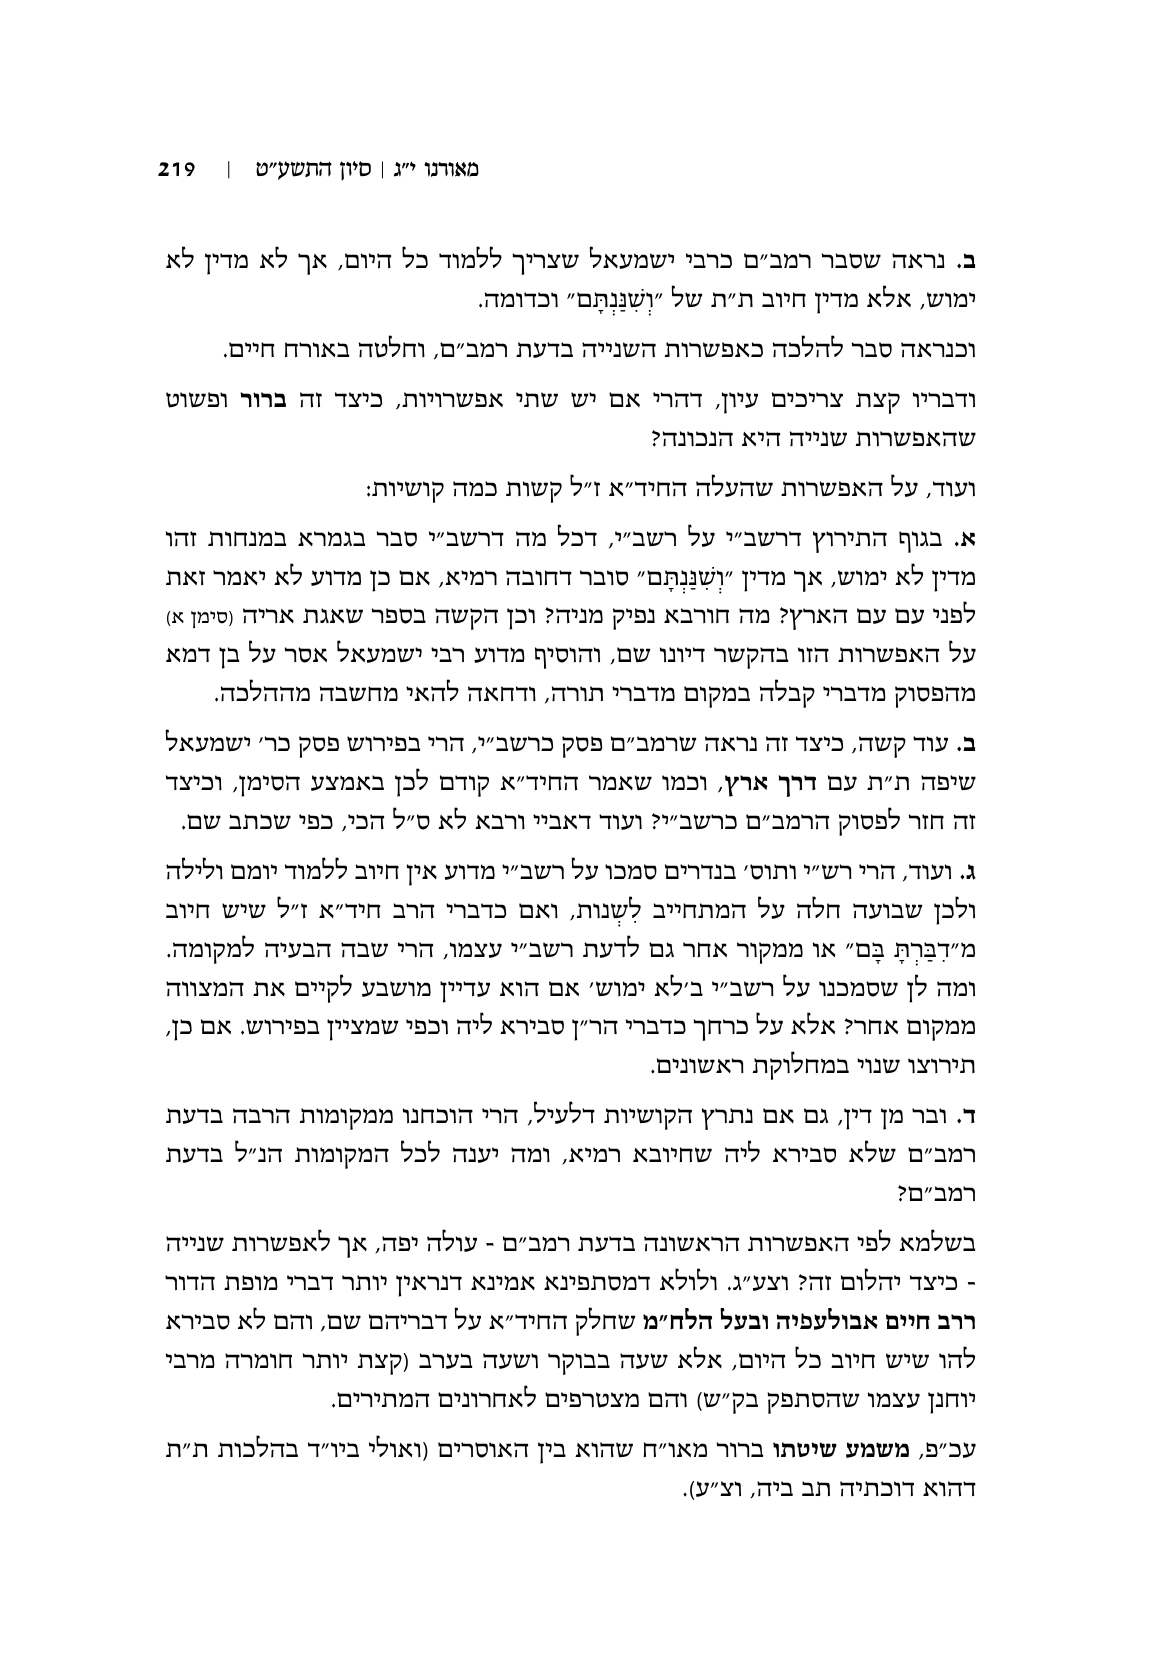 מאורנו י״ג | סיון התשע״ט | 219
ב. נראה שסבר רמב״ם כרבי ישמעאל שצריך ללמוד כל היום, אך לא מדין לא
ימוש, אלא מדין חיוב ת״ת של ״וְשִׁנַּנְתָּם״ וכדומה.
וכנראה סבר להלכה כאפשרות השנייה בדעת רמב״ם, וחלטה באורח חיים.
ודבריו קצת צריכים עיון, דהרי אם יש שתי אפשרויות, כיצד זה ברור ופשוט
שהאפשרות שנייה היא הנכונה?
ועוד, על האפשרות שהעלה החיד״א ז״ל קשות כמה קושיות:
א. בגוף התירוץ דרשב״י על רשב״י, דכל מה דרשב״י סבר בגמרא במנחות זהו
מדין לא ימוש, אך מדין ״וְשִׁנַּנְתָּם״ סובר דחובה רמיא, אם כן מדוע לא יאמר זאת
לפני עם עם הארץ? מה חורבא נפיק מניה? וכן הקשה בספר שאגת אריה (סימן א)
על האפשרות הזו בהקשר דיונו שם, והוסיף מדוע רבי ישמעאל אסר על בן דמא
מהפסוק מדברי קבלה במקום מדברי תורה, ודחאה להאי מחשבה מההלכה.
ב. עוד קשה, כיצד זה נראה שרמב״ם פסק כרשב״י, הרי בפירוש פסק כר׳ ישמעאל
שיפה ת״ת עם דרך ארץ, וכמו שאמר החיד״א קודם לכן באמצע הסימן, וכיצד
זה חזר לפסוק הרמב״ם כרשב״י? ועוד דאביי ורבא לא ס״ל הכי, כפי שכתב שם.
ג. ועוד, הרי רש״י ותוס׳ בנדרים סמכו על רשב״י מדוע אין חיוב ללמוד יומם ולילה
ולכן שבועה חלה על המתחייב לִשְנות, ואם כדברי הרב חיד״א ז״ל שיש חיוב
מ״דִבַּרְתָּ בָּם״ או ממקור אחר גם לדעת רשב״י עצמו, הרי שבה הבעיה למקומה.
ומה לן שסמכנו על רשב״י ב׳לא ימוש׳ אם הוא עדיין מושבע לקיים את המצווה
ממקום אחר? אלא על כרחך כדברי הר״ן סבירא ליה וכפי שמציין בפירוש. אם כן,
תירוצו שנוי במחלוקת ראשונים.
ד. ובר מן דין, גם אם נתרץ הקושיות דלעיל, הרי הוכחנו ממקומות הרבה בדעת
רמב״ם שלא סבירא ליה שחיובא רמיא, ומה יענה לכל המקומות הנ״ל בדעת
רמב״ם?
בשלמא לפי האפשרות הראשונה בדעת רמב״ם - עולה יפה, אך לאפשרות שנייה
- כיצד יהלום זה? וצע״ג. ולולא דמסתפינא אמינא דנראין יותר דברי מופת הדור
ררב חיים אבולעפיה ובעל הלח״מ שחלק החיד״א על דבריהם שם, והם לא סבירא
להו שיש חיוב כל היום, אלא שעה בבוקר ושעה בערב (קצת יותר חומרה מרבי
יוחנן עצמו שהסתפק בק״ש) והם מצטרפים לאחרונים המתירים.
עכ״פ, משמע שיטתו ברור מאו״ח שהוא בין האוסרים (ואולי ביו״ד בהלכות ת״ת
דהוא דוכתיה תב ביה, וצ״ע).